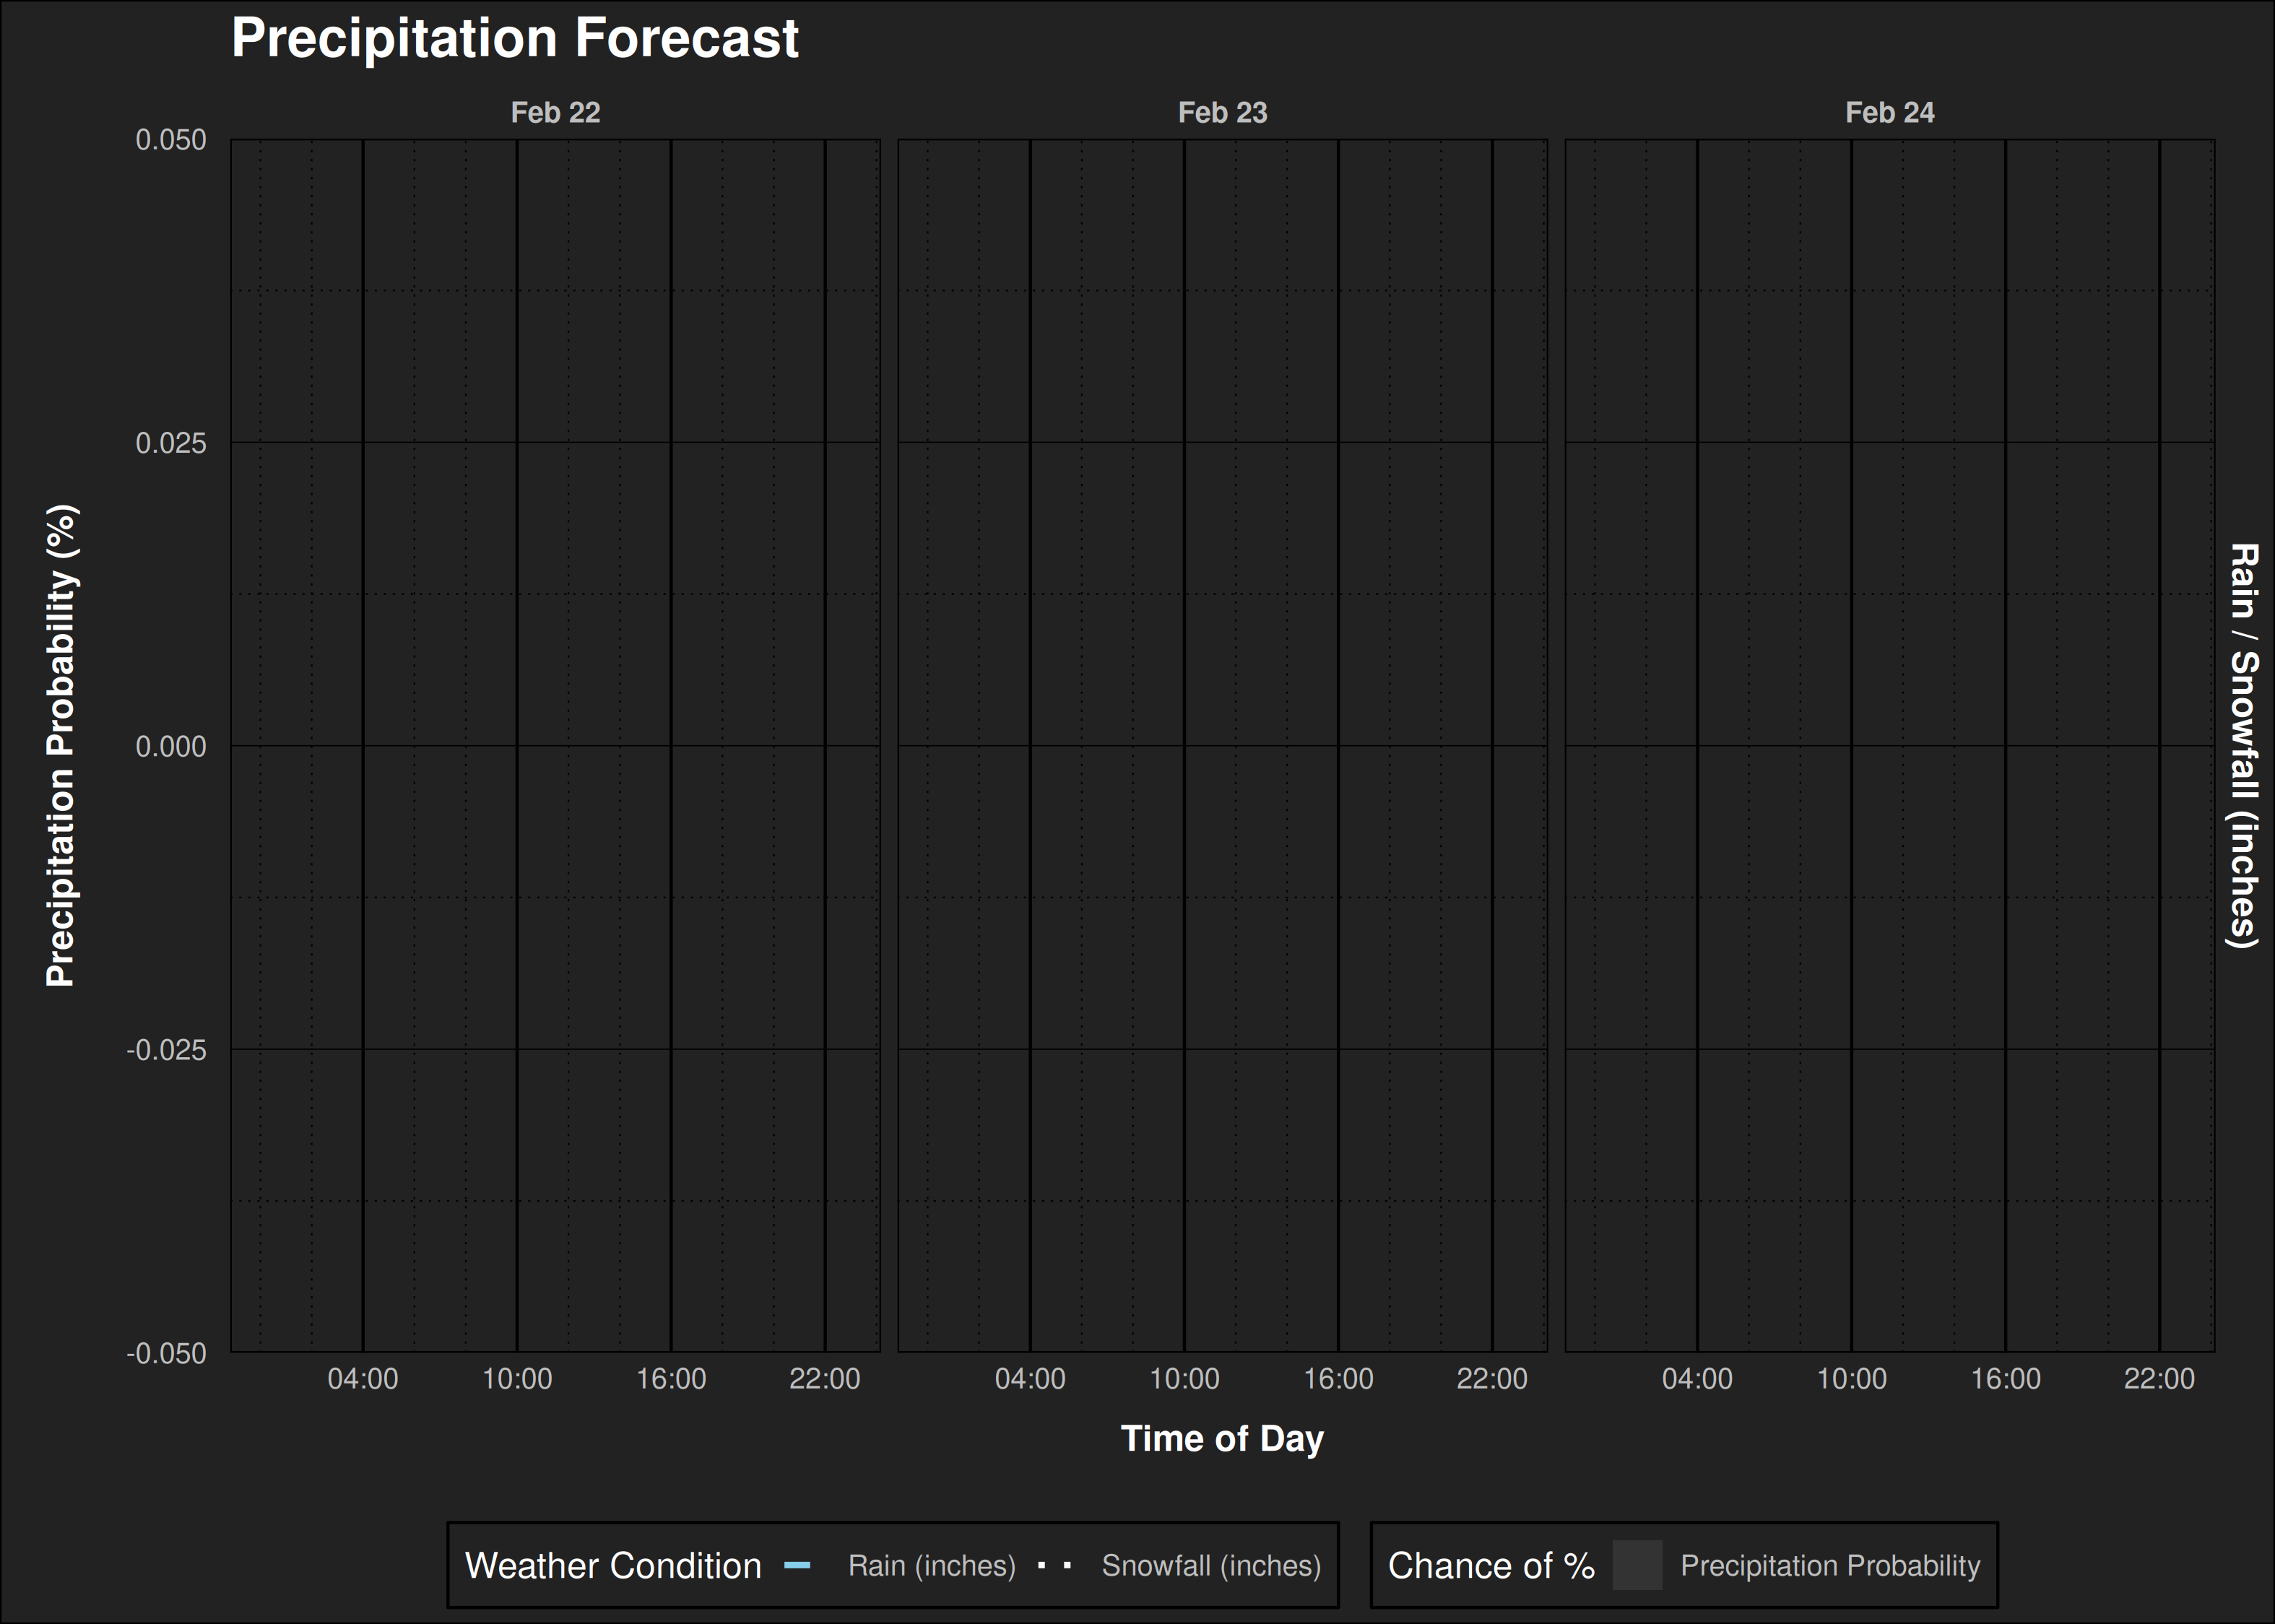 Precipitation Forecast
Feb 22 Feb 23 Feb 24
0.050
0.025
0.000
-0.025
-0.050
Precipitation Probability (%)
Rain / Snowfall (inches)
04:00 10:00 16:00 22:00 04:00 10:00 16:00 22:00 04:00 10:00 16:00 22:00
Time of Day
Weather Condition Rain (inches) Snowfall (inches) Chance of % Precipitation Probability